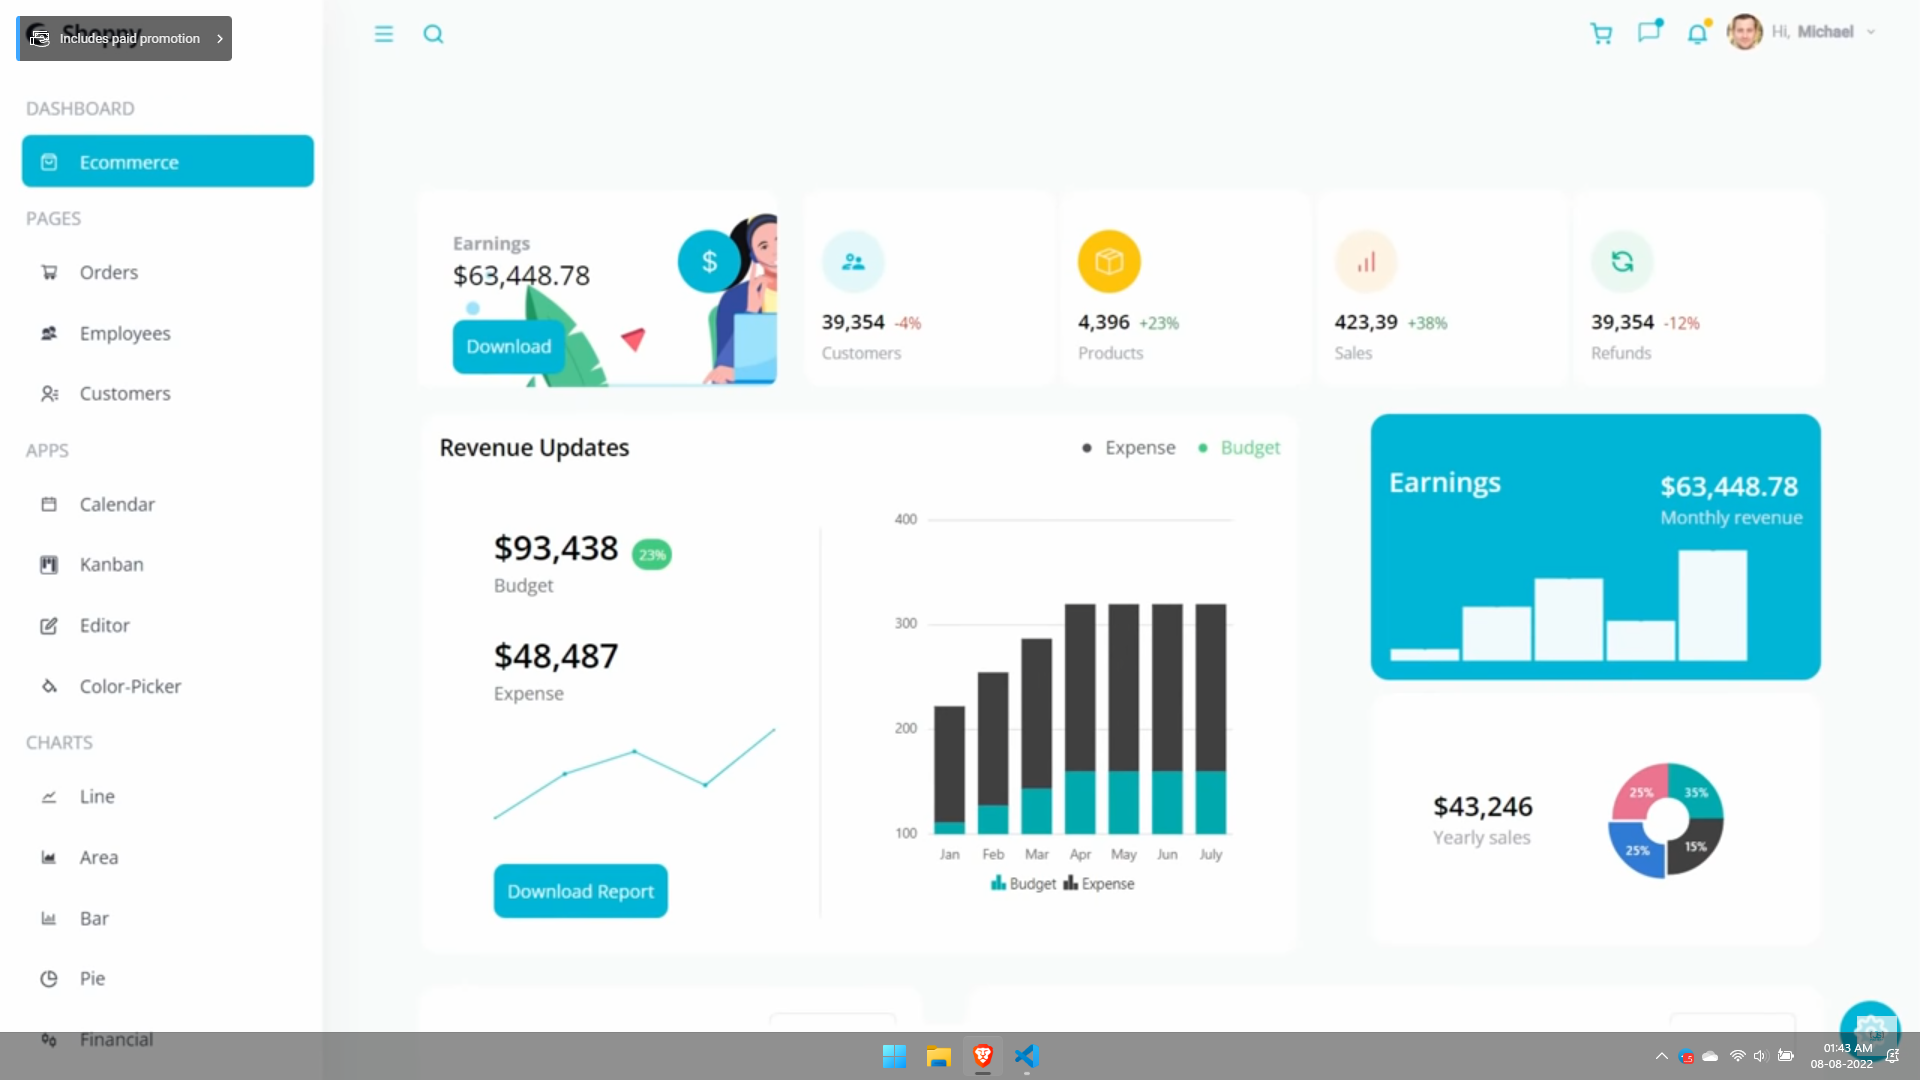 Shoppy
Includes paid promotion
Hi, Michael
DASHBOARD
Ecommerce
PAGES
Orders
Employees
Customers
APPS
Calendar
Kanban
Editor
Color-Picker
CHARTS
Line
Area
Bar
Pie
Financial
Earnings
$63,448.78
Download
$
39,354 -4%
Customers
4,396 +23%
Products
423,39 +38%
Sales
39,354 -12%
Refunds
Revenue Updates
Expense Budget
$93,438 23%
Budget
$48,487
Expense
Download Report
400
300
200
100
Jan Feb Mar Apr May Jun July
Budget Expense
Earnings
$63,448.78
Monthly revenue
$43,246
Yearly sales
25% 35%
25% 15%
01:43 AM
08-08-2022